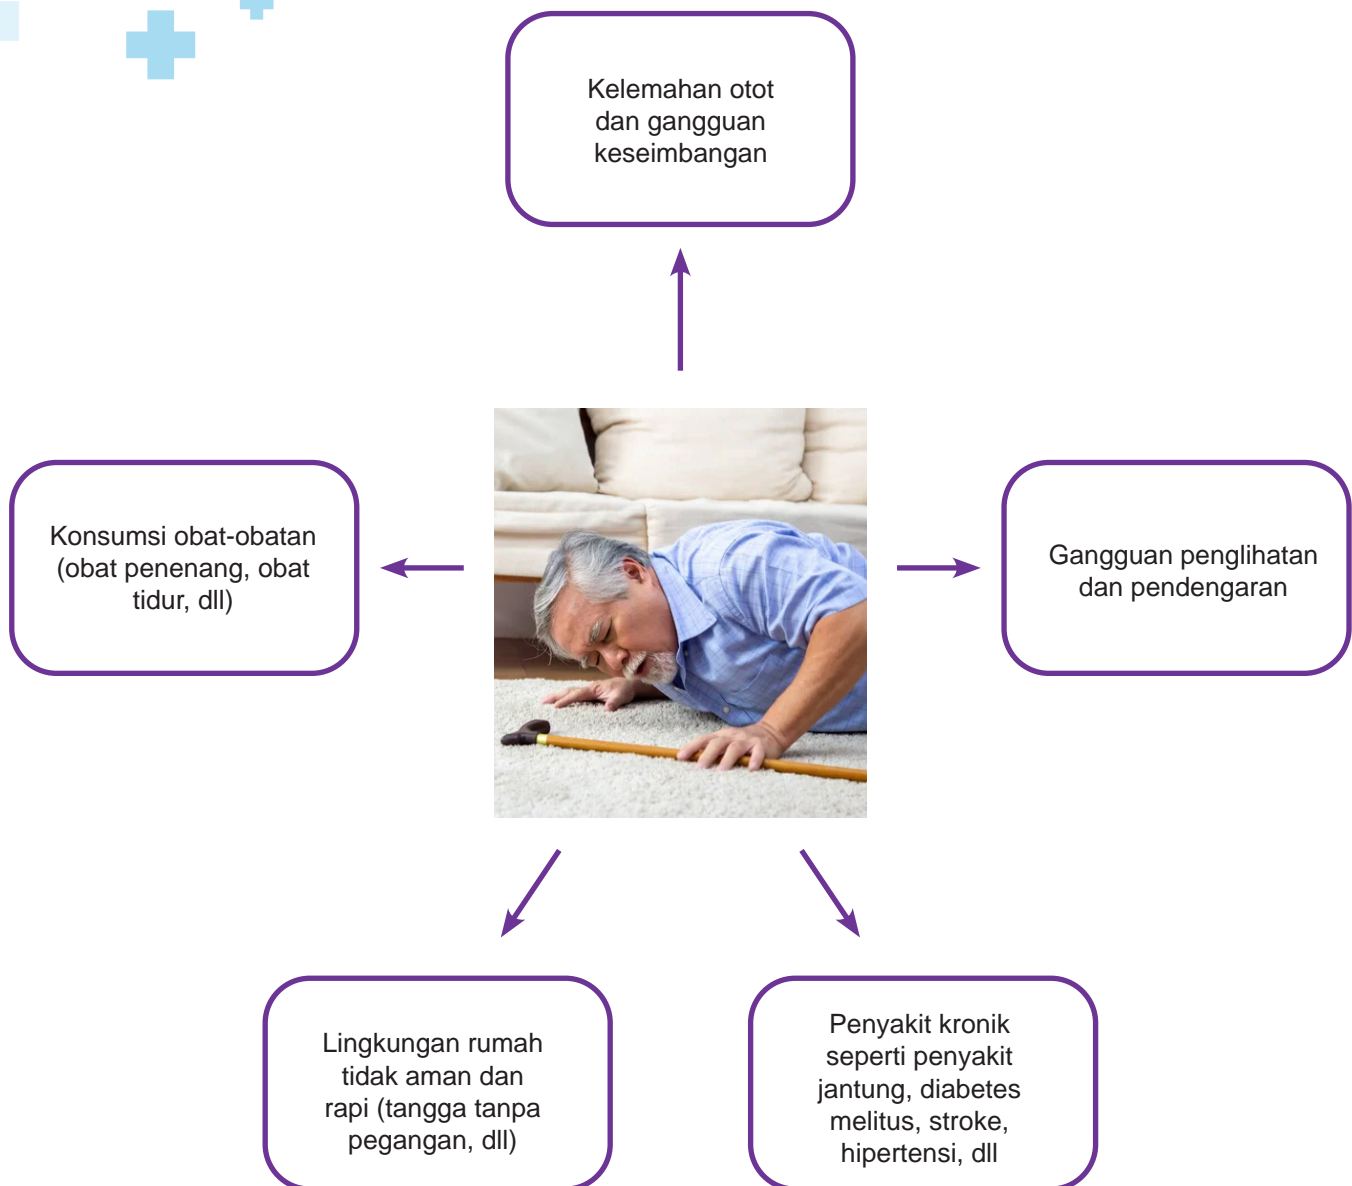 Kelemahan otot
dan gangguan
keseimbangan
Konsumsi obat-obatan
(obat penenang, obat
tidur, dll)
Gangguan penglihatan
dan pendengaran
Lingkungan rumah
tidak aman dan
rapi (tangga tanpa
pegangan, dll)
Penyakit kronik
seperti penyakit
jantung, diabetes
melitus, stroke,
hipertensi, dll